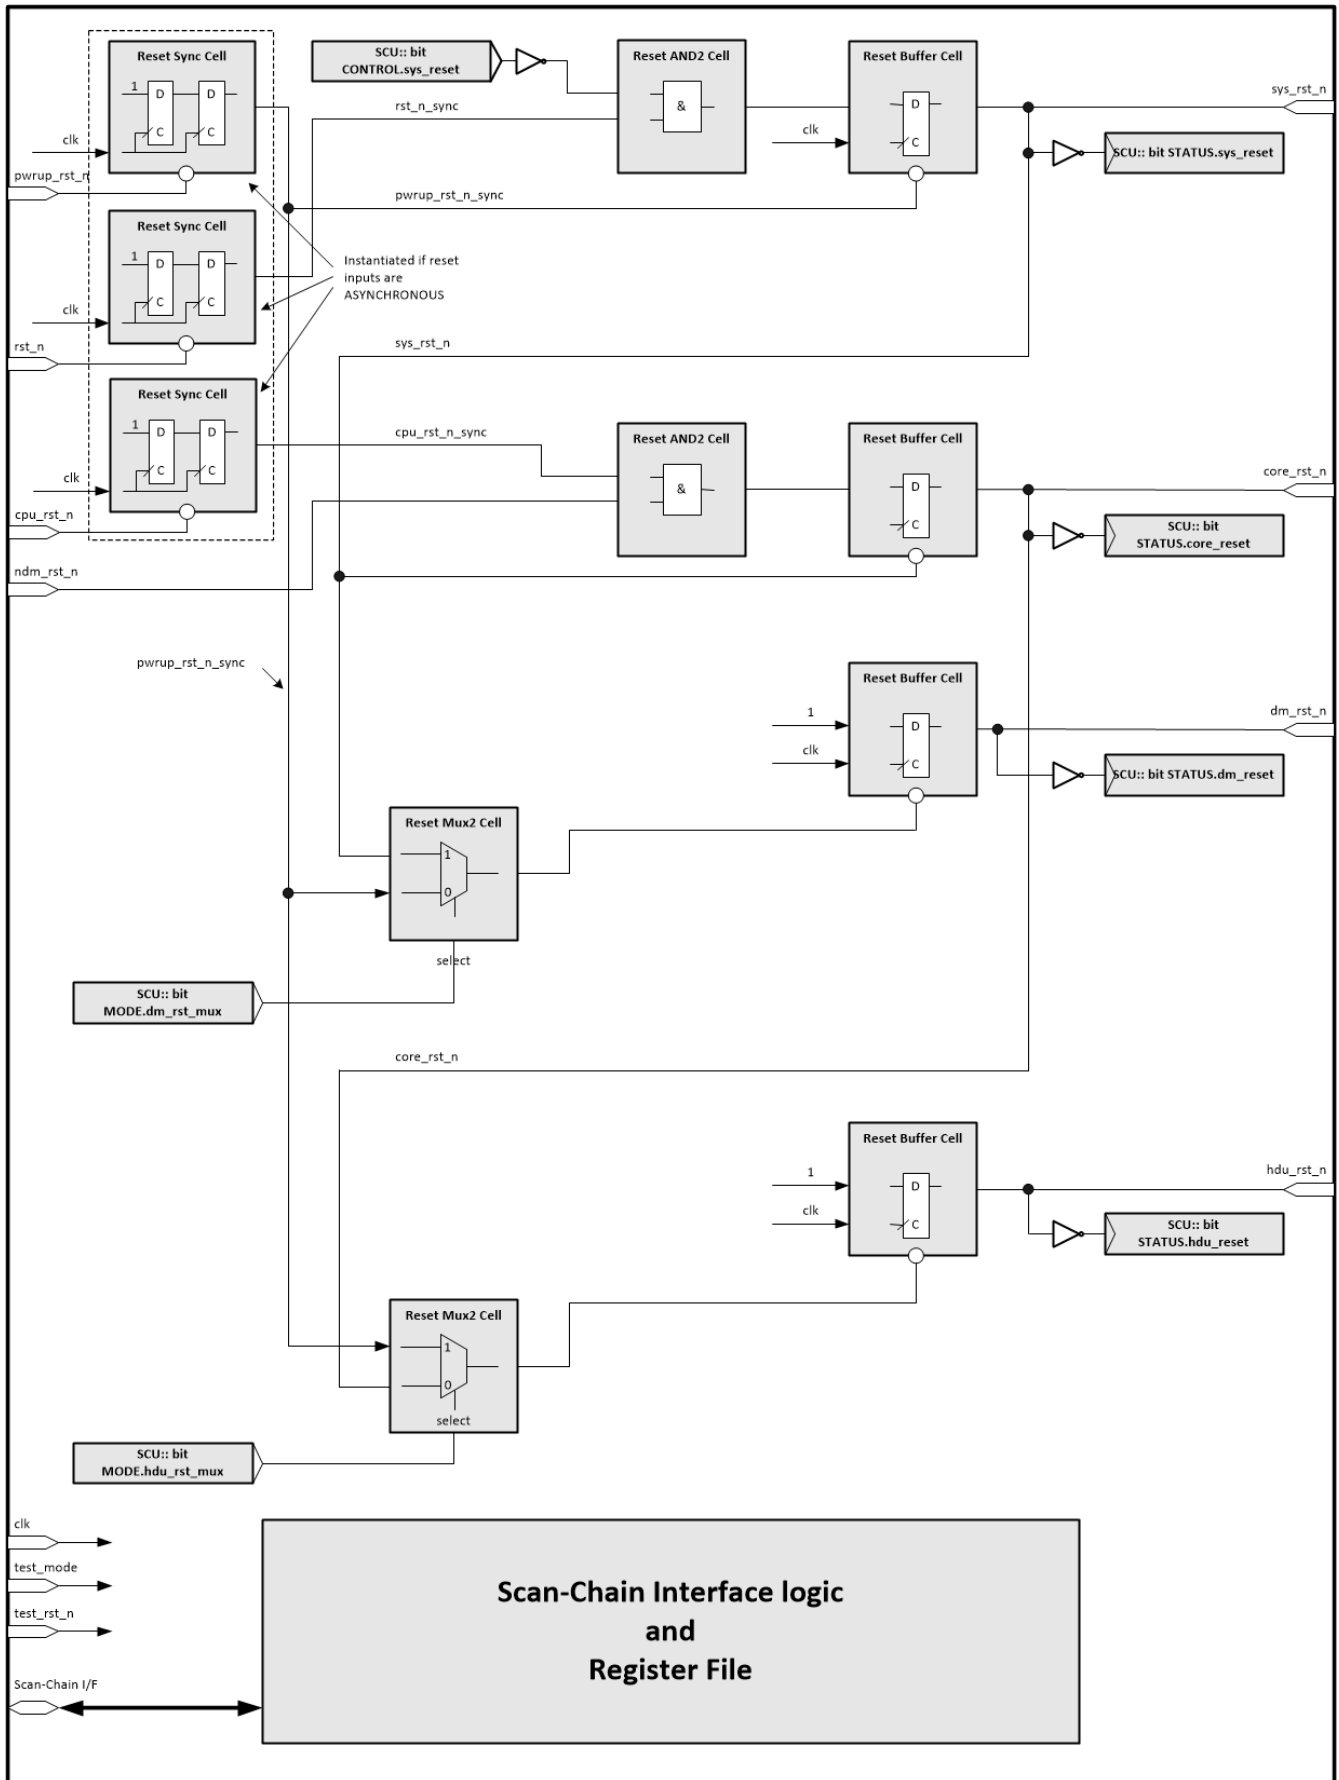 Reset Sync Cell
1
D
D
C
C
clk
pwrup_rst_n
SCU:: bit
CONTROL.sys_reset
rst_n_sync
Reset AND2 Cell
&
Reset Buffer Cell
D
C
clk
sys_rst_n
SCU:: bit STATUS.sys_reset
pwrup_rst_n_sync
Reset Sync Cell
1
D
D
C
C
clk
rst_n
Instantiated if reset
inputs are
ASYNCHRONOUS
sys_rst_n
Reset Sync Cell
1
D
D
C
C
clk
cpu_rst_n
cpu_rst_n_sync
Reset AND2 Cell
&
Reset Buffer Cell
D
C
core_rst_n
SCU:: bit
STATUS.core_reset
ndm_rst_n
pwrup_rst_n_sync
Reset Buffer Cell
1
D
clk
C
dm_rst_n
SCU:: bit STATUS.dm_reset
Reset Mux2 Cell
1
0
select
SCU:: bit
MODE.dm_rst_mux
core_rst_n
Reset Buffer Cell
1
D
clk
C
hdu_rst_n
SCU:: bit
STATUS.hdu_reset
Reset Mux2 Cell
1
0
select
SCU:: bit
MODE.hdu_rst_mux
clk
test_mode
test_rst_n
Scan-Chain I/F
Scan-Chain Interface logic
and
Register File